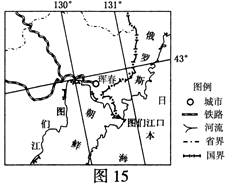 130°
131°
43°
俄
罗
斯
珲春
图
们
江
朝
鲜
图们江口
日
本
海
图例
城市
铁路
河流
省界
国界
图 15